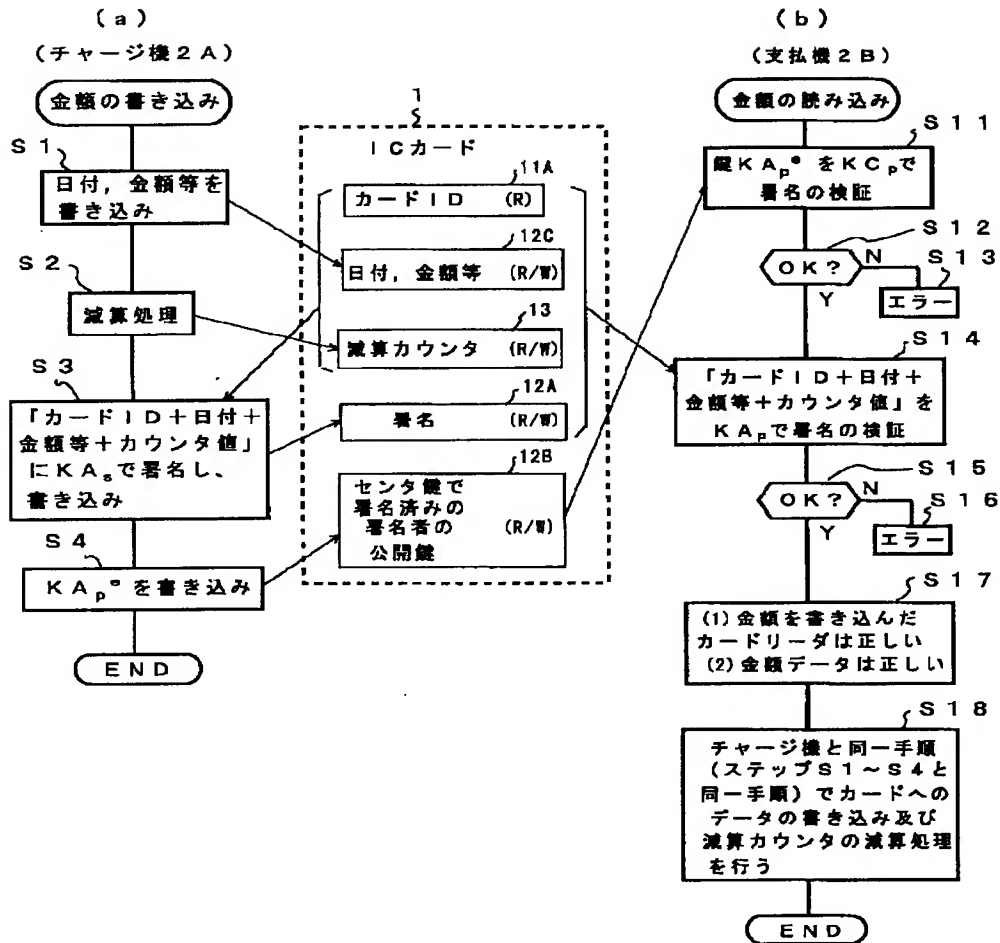 (a)
(チャージ機2A)
金額の書き込み
S1
日付,金額等を
書き込み
S2
減算処理
S3
「カードID+日付+
金額等+カウンタ値」
にKAsで署名し、
書き込み
S4
KAp*を書き込み
END
1
ICカード
11A
カードID (R)
12C
日付,金額等 (R/W)
13
減算カウンタ (R/W)
12A
署名 (R/W)
12B
センタ鍵で
署名済みの
署名者の (R/W)
公開鍵
(b)
(支払機2B)
金額の読み込み
S11
鍵KAp*をKCpで
署名の検証
S12
OK?
N
S13
エラー
Y
S14
「カードID+日付+
金額等+カウンタ値」を
KApで署名の検証
S15
OK?
N
S16
エラー
Y
S17
(1)金額を書き込んだ
カードリーダは正しい
(2)金額データは正しい
S18
チャージ機と同一手順
(ステップS1~S4と
同一手順)でカードへの
データの書き込み及び
減算カウンタの減算処理
を行う
END